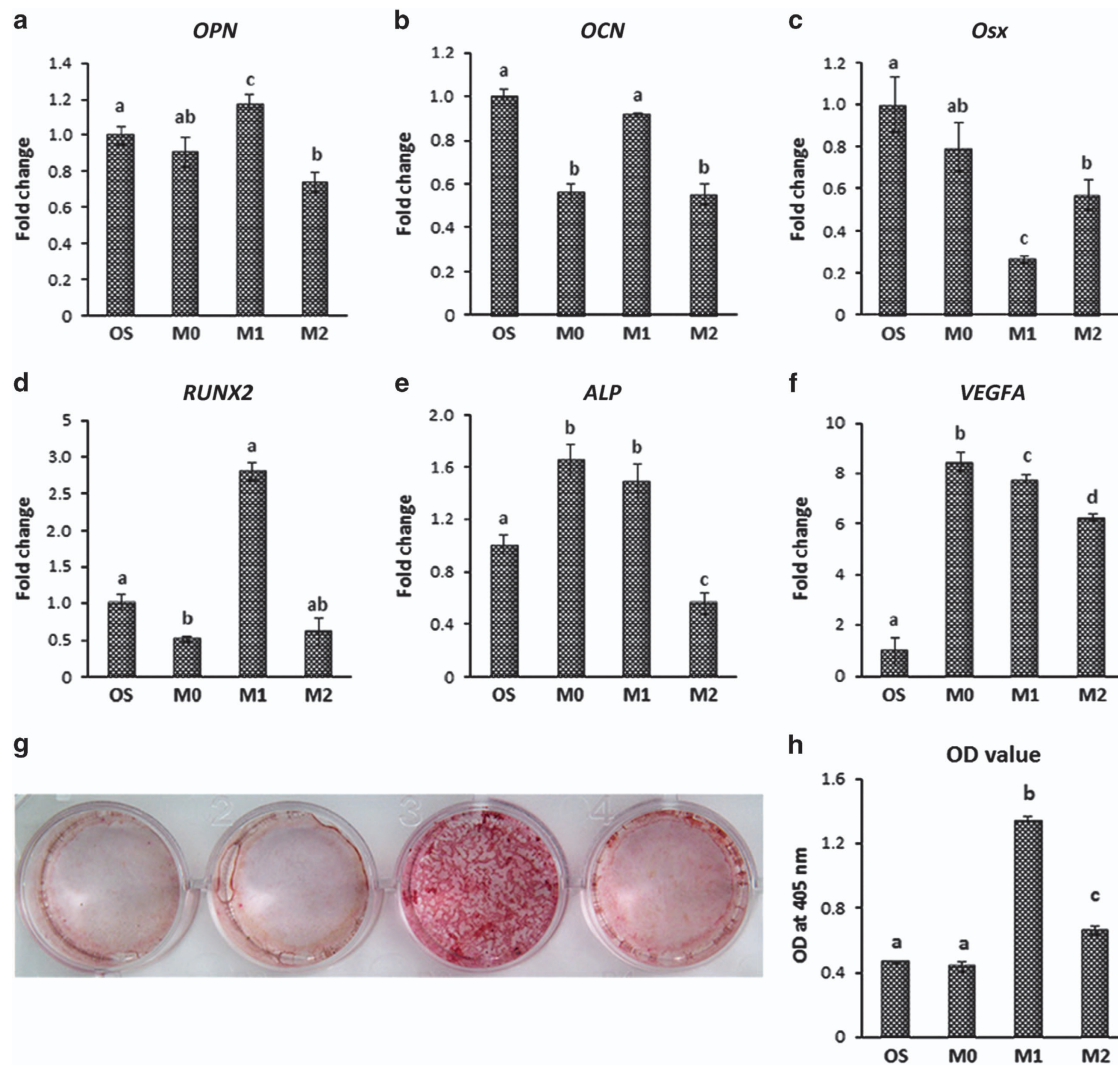 a
OPN
Fold change
1.4
1.2
1.0
0.8
0.6
0.4
0.2
0
a
ab
c
b
OS M0 M1 M2
b
OCN
Fold change
1.2
1.0
0.8
0.6
0.4
0.2
0
a
b
a
b
OS M0 M1 M2
c
Osx
Fold change
1.2
1.0
0.8
0.6
0.4
0.2
0
a
ab
c
b
OS M0 M1 M2
d
RUNX2
Fold change
5
3.0
2.5
2.0
1.5
1.0
0.5
0
a
b
a
ab
OS M0 M1 M2
e
ALP
Fold change
2.0
1.6
1.2
0.8
0.4
0
a
b
b
c
OS M0 M1 M2
f
VEGFA
Fold change
10
8
6
4
2
0
a
b
c
d
OS M0 M1 M2
g
2
3
4
h
OD value
OD at 405 nm
1.6
1.2
0.8
0.4
0
a
a
b
c
OS M0 M1 M2